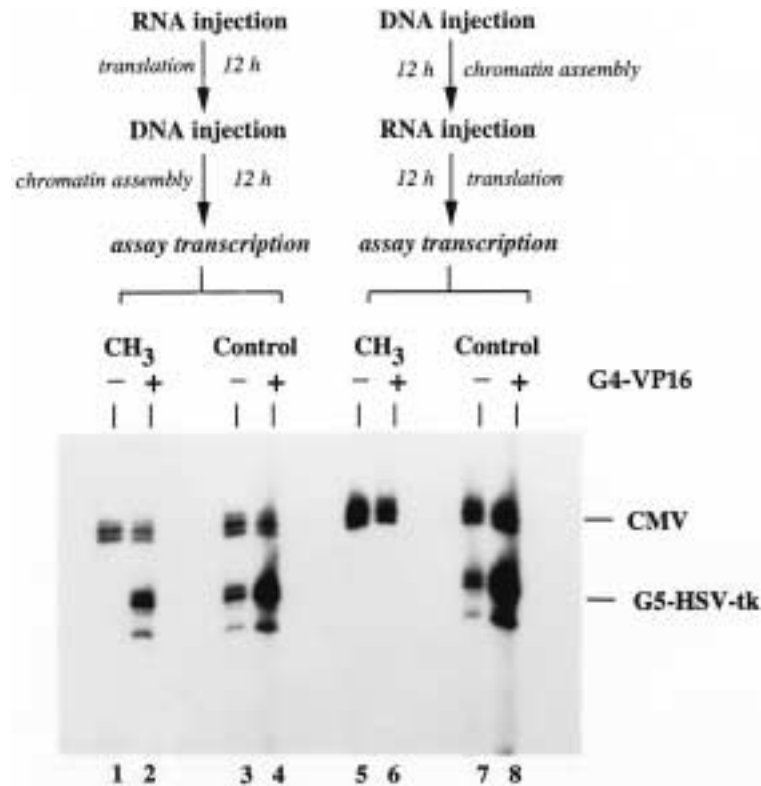 RNA injection DNA injection
translation 12 h 12 h chromatin assembly
DNA injection RNA injection
chromatin assembly 12 h 12 h translation
assay transcription assay transcription
CH3 Control CH3 Control
− + − + − + − + G4-VP16
CMV
G5-HSV-tk
1 2 3 4 5 6 7 8